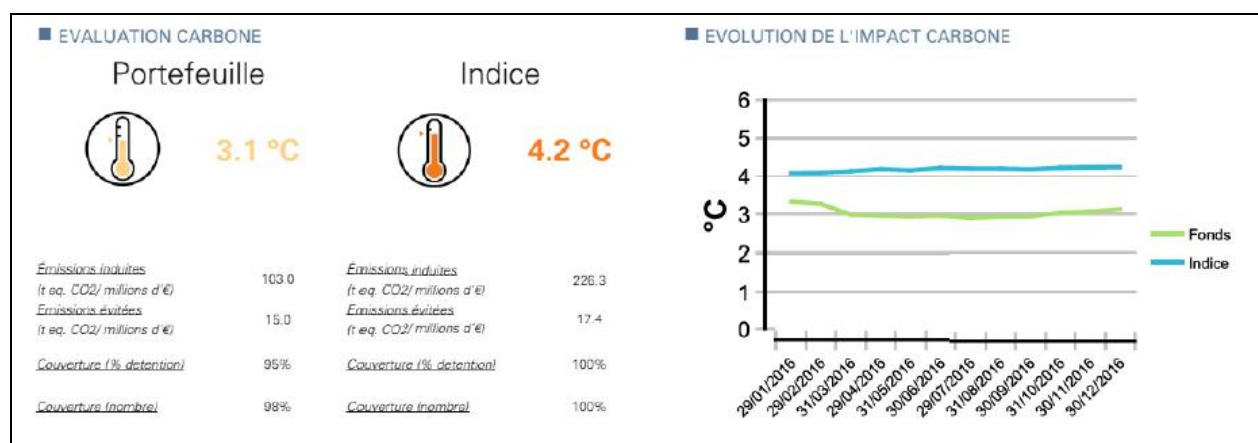 EVALUATION CARBONE
Portefeuille
Indice
3.1 °C
4.2 °C
Émissions induites
(t eq. CO2/ millions d'€)
103.0
Emissions évitées
(t eq. CO2/ millions d'€)
15.0
Couverture (% detention)
95%
Couverture (nombre)
98%
Émissions induites
(t eq. CO2/ millions d'€)
226.3
Emissions évitées
(t eq. CO2/ millions d'€)
17.4
Couverture (% detention)
100%
Couverture (nombre)
100%
EVOLUTION DE L'IMPACT CARBONE
6
5
4
3
2
1
0
°C
Fonds
Indice
29/01/2016
29/02/2016
31/03/2016
29/04/2016
31/05/2016
30/06/2016
29/07/2016
31/08/2016
30/09/2016
31/10/2016
30/11/2016
30/12/2016